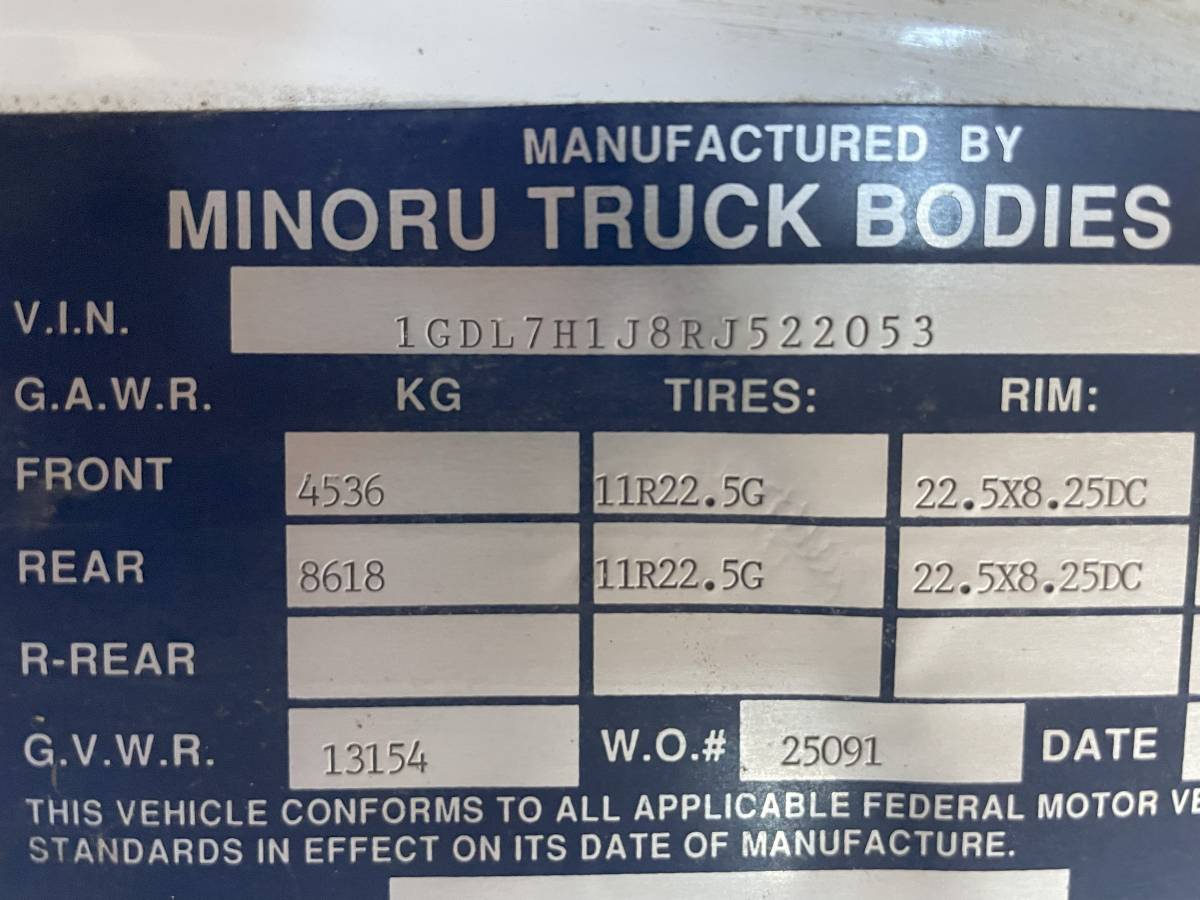 MANUFACTURED BY
MINORU TRUCK BODIES
V.I.N. 1GDL7H1J8RJ522053
G.A.W.R. KG TIRES: RIM:
FRONT 4536 11R22.5G 22.5X8.25DC
REAR 8618 11R22.5G 22.5X8.25DC
R-REAR
G.V.W.R. 13154 W.O.# 25091 DATE
THIS VEHICLE CONFORMS TO ALL APPLICABLE FEDERAL MOTOR VE
STANDARDS IN EFFECT ON ITS DATE OF MANUFACTURE.